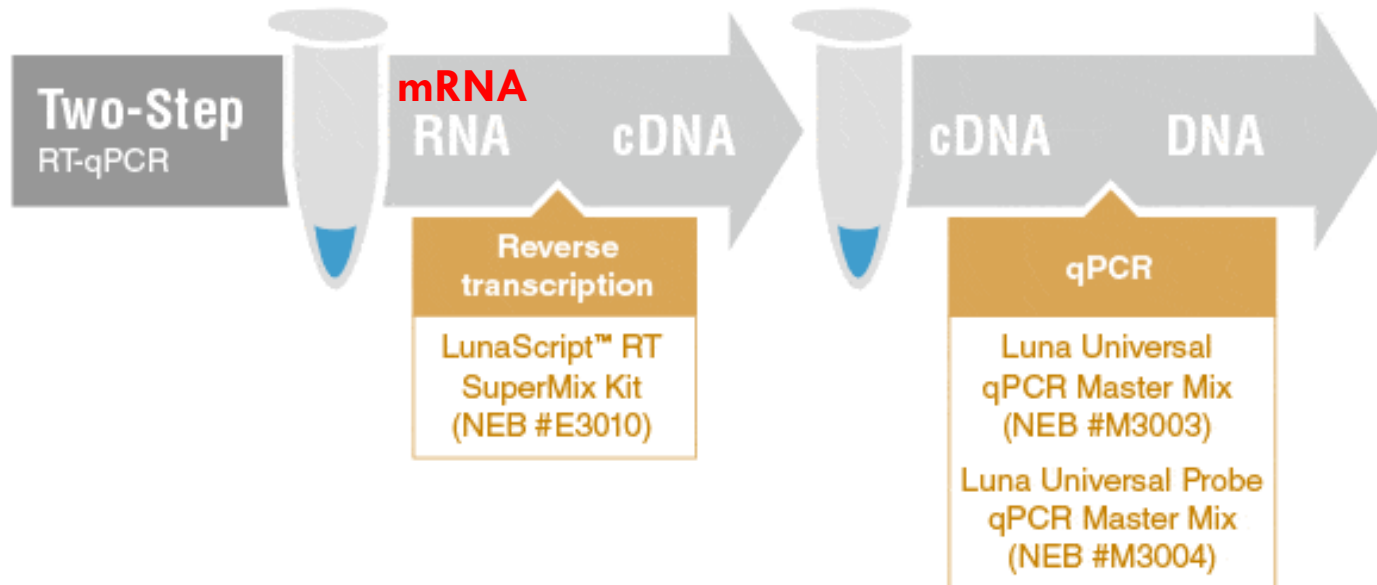 Two-Step
RT-qPCR
mRNA
RNA
cDNA
cDNA
DNA
Reverse
transcription
LunaScript™ RT
SuperMix Kit
(NEB #E3010)
qPCR
Luna Universal
qPCR Master Mix
(NEB #M3003)
Luna Universal Probe
qPCR Master Mix
(NEB #M3004)